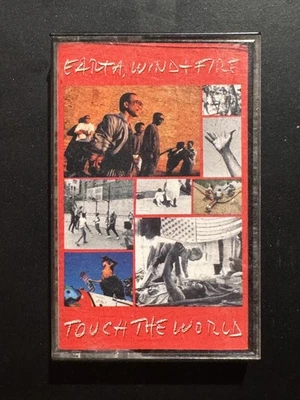 EARTH, WIND + FIRE
TOUCH THE WORLD